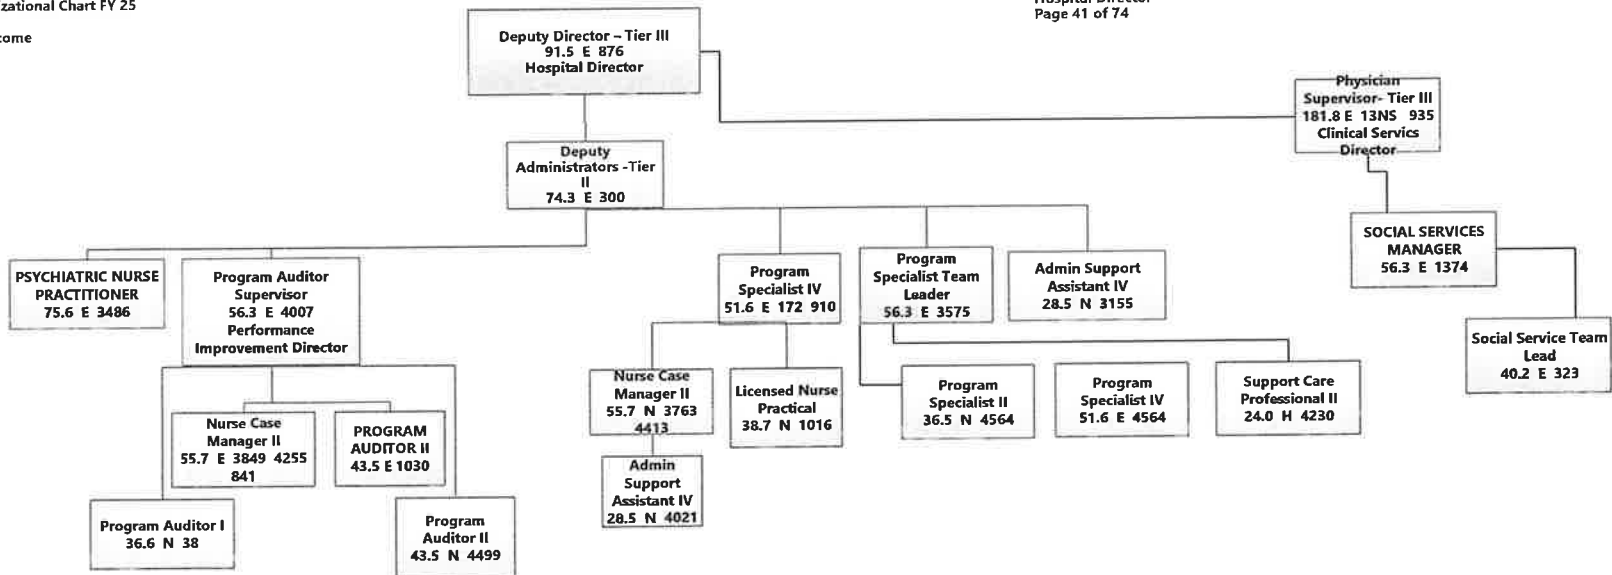 zational Chart FY 25
come
Page 41 of 74
Deputy Director – Tier III
91.5 E 876
Hospital Director
Physician
Supervisor- Tier III
181.8 E 13NS 935
Clinical Servics
Director
Deputy
Administrators -Tier
II
74.3 E 300
SOCIAL SERVICES
MANAGER
56.3 E 1374
PSYCHIATRIC NURSE
PRACTITIONER
75.6 E 3486
Program Auditor
Supervisor
56.3 E 4007
Performance
Improvement Director
Program
Specialist IV
51.6 E 172 910
Program
Specialist Team
Leader
56.3 E 3575
Admin Support
Assistant IV
28.5 N 3155
Social Service Team
Lead
40.2 E 323
Nurse Case
Manager II
55.7 N 3763
4413
Licensed Nurse
Practical
38.7 N 1016
Program
Specialist II
36.5 N 4564
Program
Specialist IV
51.6 E 4564
Support Care
Professional II
24.0 H 4230
Nurse Case
Manager II
55.7 E 3849 4255
841
PROGRAM
AUDITOR II
43.5 E 1030
Admin
Support
Assistant IV
28.5 N 4021
Program Auditor I
36.6 N 38
Program
Auditor II
43.5 N 4499